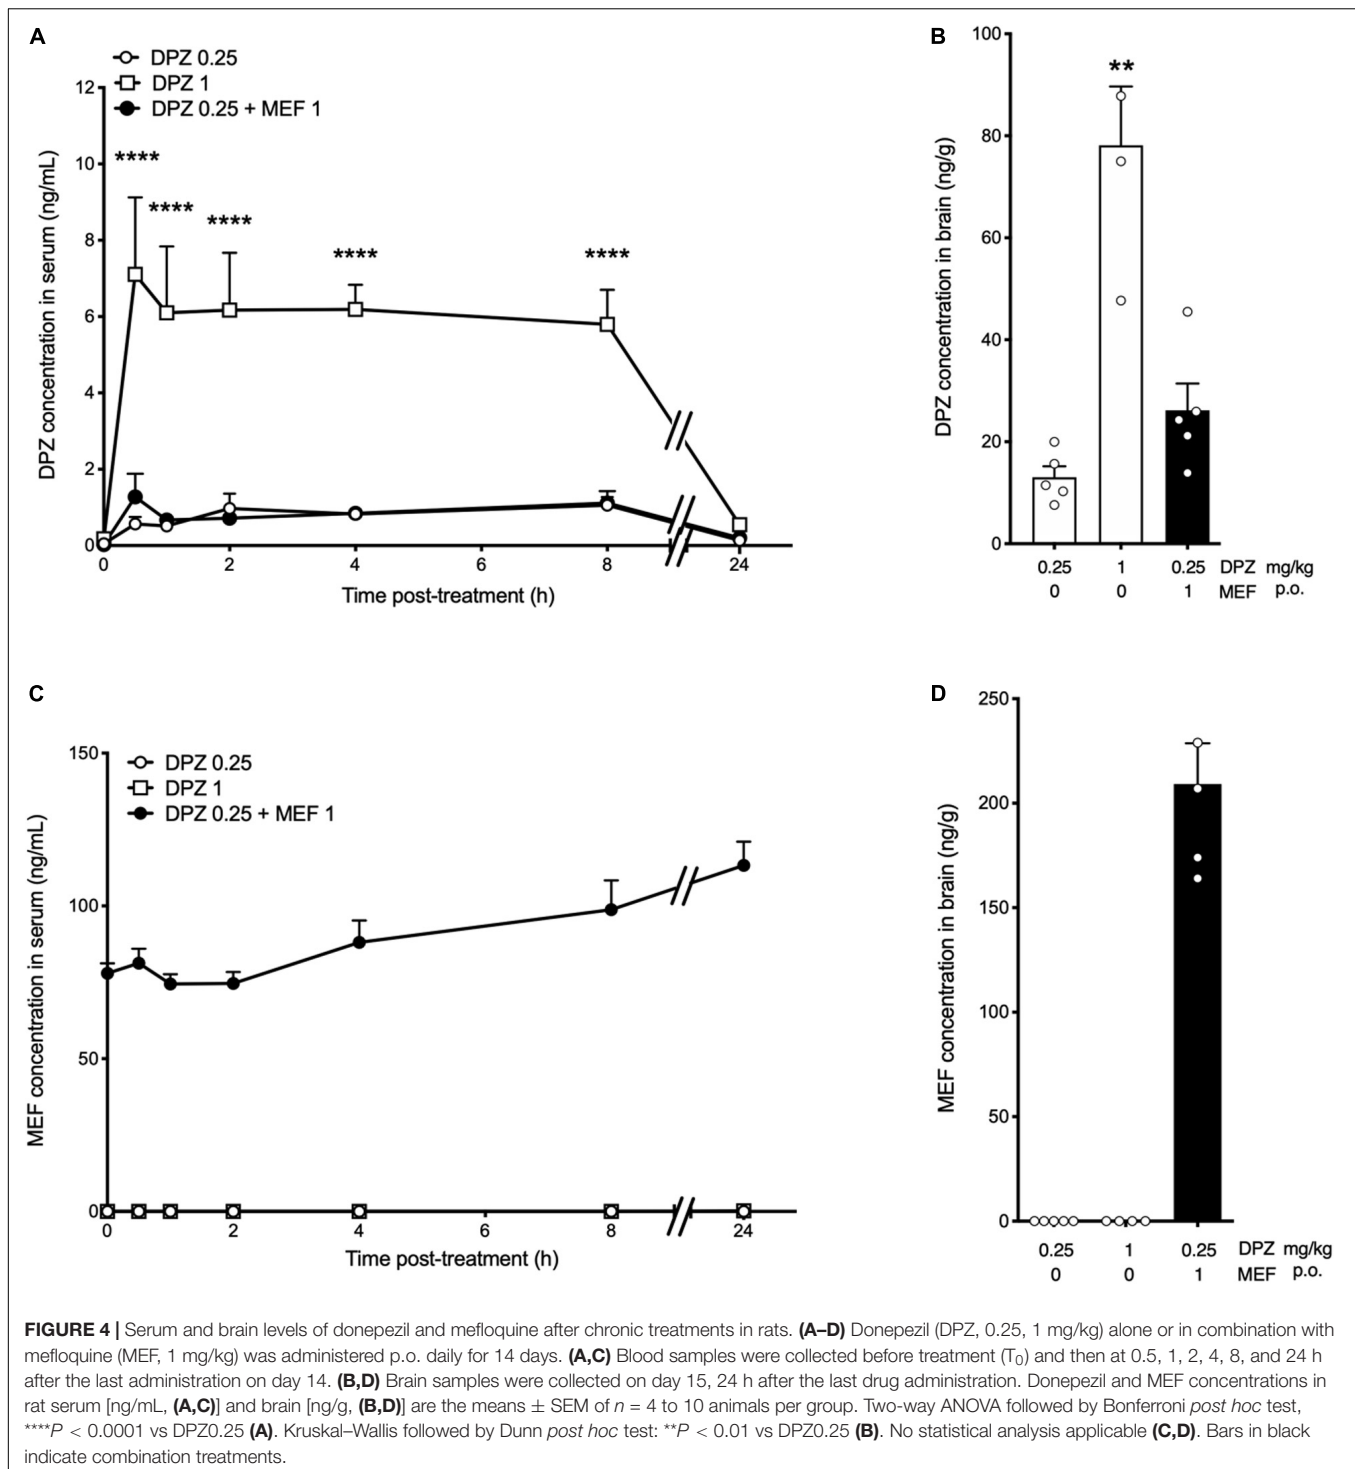 A
DPZ 0.25
DPZ 1
DPZ 0.25 + MEF 1
DPZ concentration in serum (ng/mL)
12
10
8
6
4
2
0
****
****
****
****
****
0
2
4
6
8
24
Time post-treatment (h)
B
DPZ concentration in brain (ng/g)
100
80
60
40
20
0
**
0.25 1 0.25 DPZ mg/kg
0 0 1 MEF p.o.
C
DPZ 0.25
DPZ 1
DPZ 0.25 + MEF 1
MEF concentration in serum (ng/mL)
150
100
50
0
0
2
4
6
8
24
Time post-treatment (h)
D
MEF concentration in brain (ng/g)
250
200
150
100
50
0
0.25 1 0.25 DPZ mg/kg
0 0 1 MEF p.o.
FIGURE 4 | Serum and brain levels of donepezil and mefloquine after chronic treatments in rats. (A–D) Donepezil (DPZ, 0.25, 1 mg/kg) alone or in combination with
mefloquine (MEF, 1 mg/kg) was administered p.o. daily for 14 days. (A,C) Blood samples were collected before treatment (T0) and then at 0.5, 1, 2, 4, 8, and 24 h
after the last administration on day 14. (B,D) Brain samples were collected on day 15, 24 h after the last drug administration. Donepezil and MEF concentrations in
rat serum [ng/mL, (A,C)] and brain [ng/g, (B,D)] are the means ± SEM of n = 4 to 10 animals per group. Two-way ANOVA followed by Bonferroni post hoc test,
****P < 0.0001 vs DPZ0.25 (A). Kruskal–Wallis followed by Dunn post hoc test: **P < 0.01 vs DPZ0.25 (B). No statistical analysis applicable (C,D). Bars in black
indicate combination treatments.